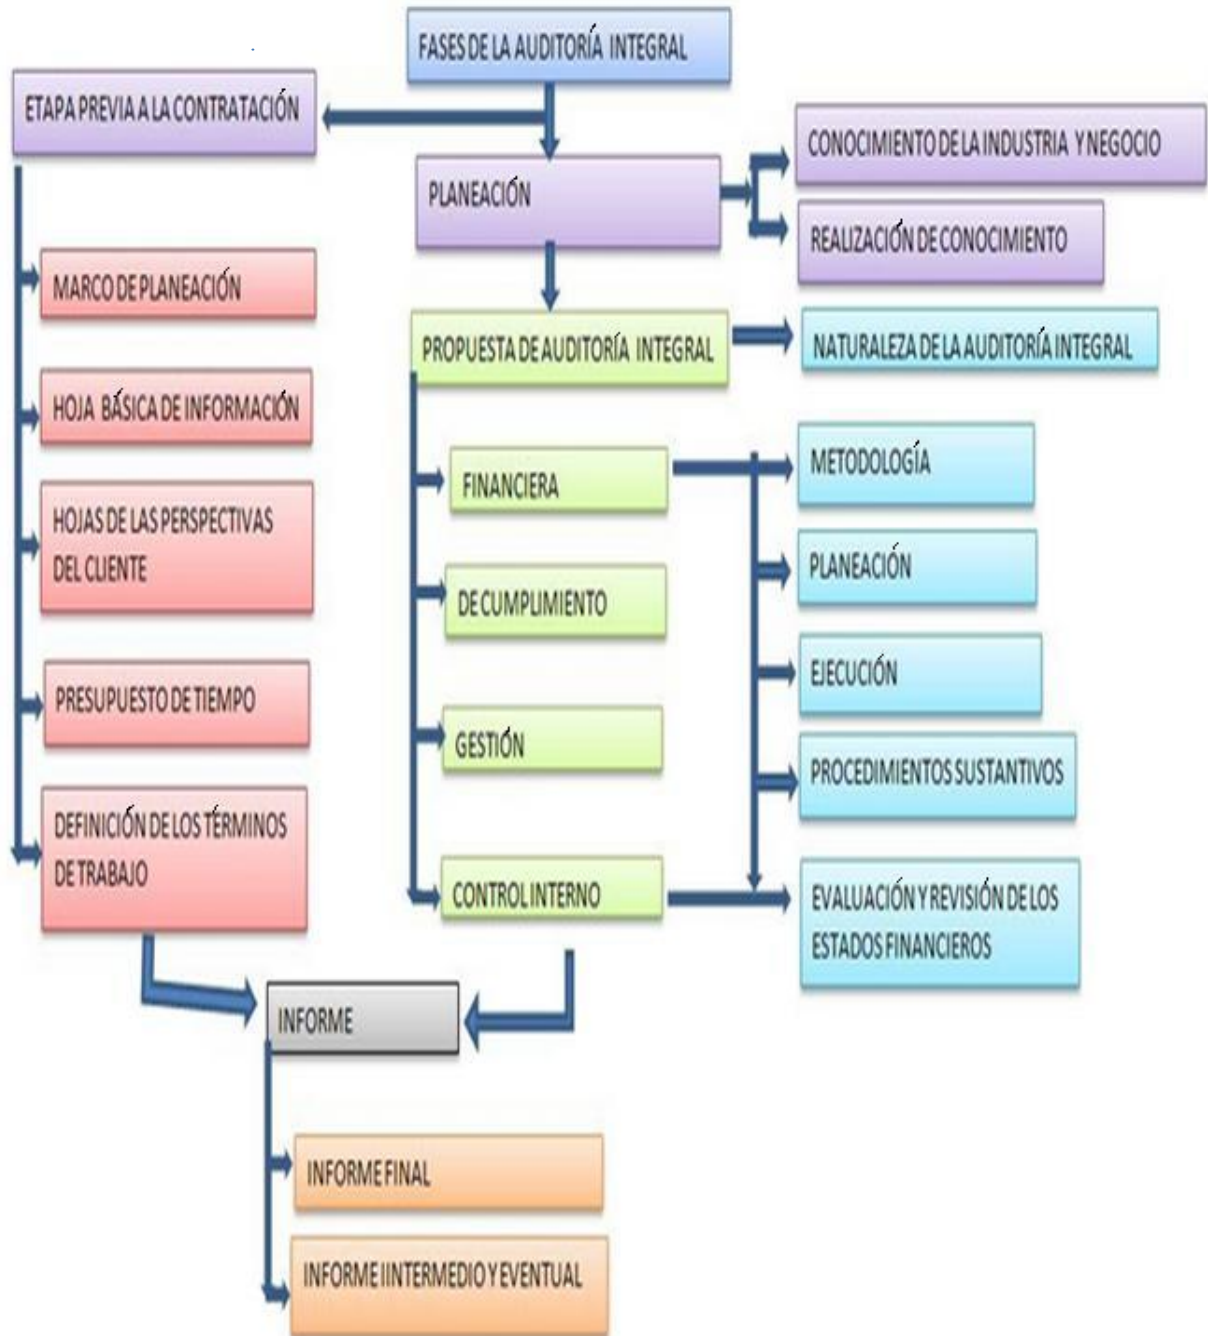 FASES DE LA AUDITORÍA INTEGRAL
ETAPA PREVIA A LA CONTRATACIÓN
PLANEACIÓN
CONOCIMIENTO DE LA INDUSTRIA Y NEGOCIO
REALIZACIÓN DE CONOCIMIENTO
MARCO DE PLANEACIÓN
HOJA BÁSICA DE INFORMACIÓN
HOJAS DE LAS PERSPECTIVAS
DEL CLIENTE
PRESUPUESTO DE TIEMPO
DEFINICIÓN DE LOS TÉRMINOS
DE TRABAJO
PROPUESTA DE AUDITORÍA INTEGRAL
NATURALEZA DE LA AUDITORÍA INTEGRAL
FINANCIERA
DE CUMPLIMIENTO
GESTIÓN
CONTROL INTERNO
METODOLOGÍA
PLANEACIÓN
EJECUCIÓN
PROCEDIMIENTOS SUSTANTIVOS
EVALUACIÓN Y REVISIÓN DE LOS
ESTADOS FINANCIEROS
INFORME
INFORME FINAL
INFORME IINTERMEDIO Y EVENTUAL